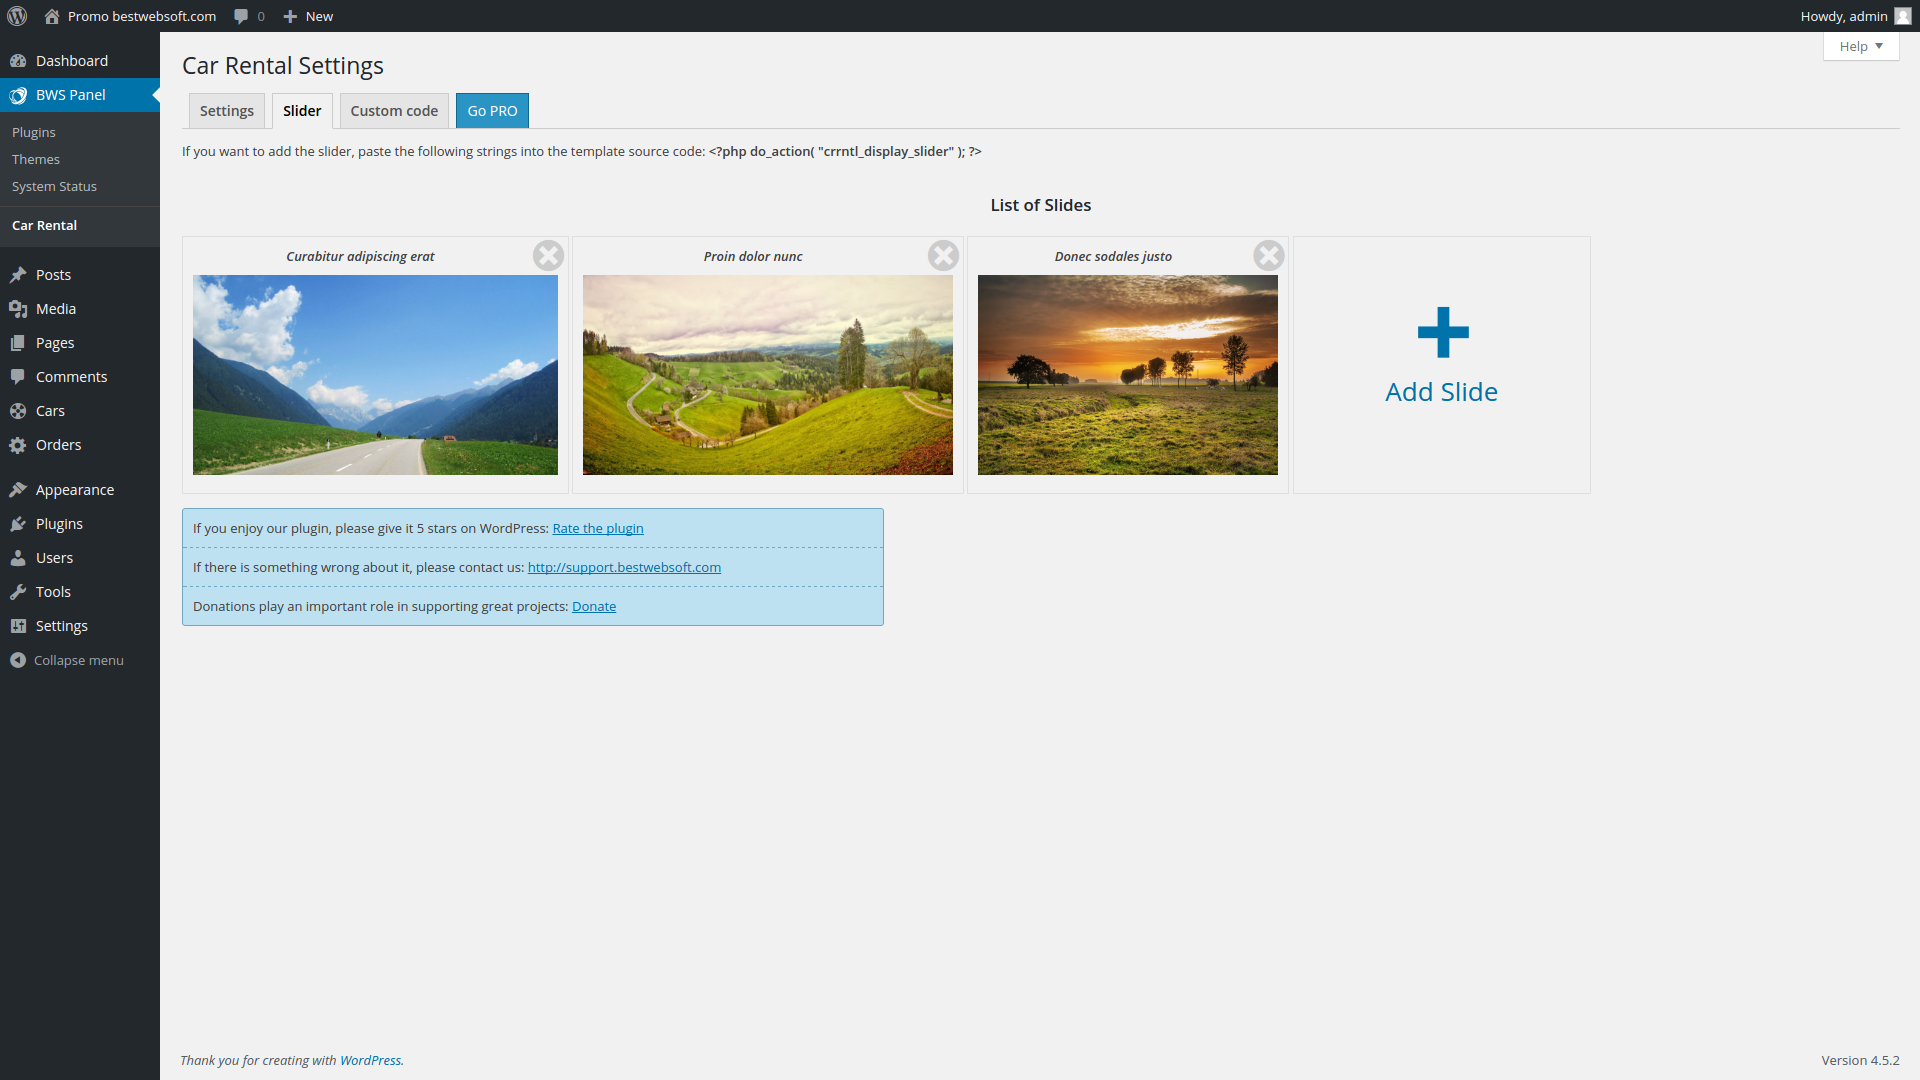 Promo bestwebsoft.com 0 New Howdy, admin
Help
Dashboard
BWS Panel
Plugins
Themes
System Status
Car Rental
Posts
Media
Pages
Comments
Cars
Orders
Appearance
Plugins
Users
Tools
Settings
Collapse menu
Car Rental Settings
Settings Slider Custom code Go PRO
If you want to add the slider, paste the following strings into the template source code: <?php do_action( "crrntl_display_slider" ); ?>
List of Slides
Curabitur adipiscing erat
Proin dolor nunc
Donec sodales justo
Add Slide
If you enjoy our plugin, please give it 5 stars on WordPress: Rate the plugin
If there is something wrong about it, please contact us: http://support.bestwebsoft.com
Donations play an important role in supporting great projects: Donate
Thank you for creating with WordPress.
Version 4.5.2